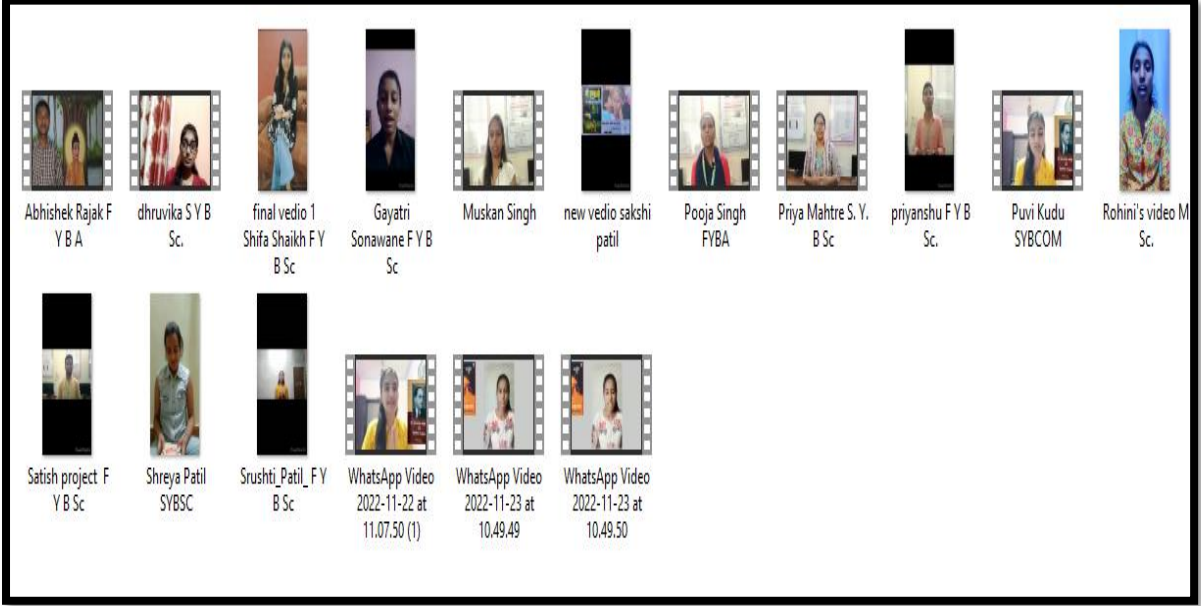 Abhishek Rajak F
Y B A
dhruvika S Y B
Sc.
final vedio 1
Shifa Shaikh F Y
B Sc
Gayatri
Sonawane F Y B
Sc
Muskan Singh
new vedio sakshi
patil
Pooja Singh
FYBA
Priya Mahtre S. Y.
B Sc
priyanshu F Y B
Sc.
Puvi Kudu
SYBCOM
Rohini's video M
Sc.
Satish project F
Y B Sc
Shreya Patil
SYBSC
Srushti_Patil_ F Y
B Sc
WhatsApp Video
2022-11-22 at
11.07.50 (1)
WhatsApp Video
2022-11-23 at
10.49.49
WhatsApp Video
2022-11-23 at
10.49.50